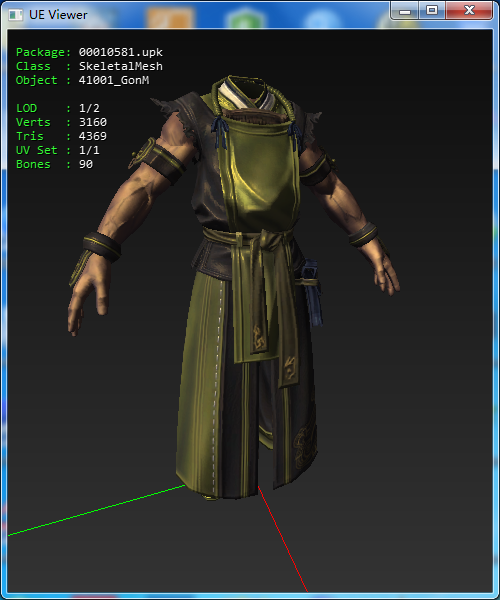 UE Viewer
Package: 00010581.upk
Class : SkeletalMesh
Object : 41001_GonM
LOD : 1/2
Verts : 3160
Tris : 4369
UV Set : 1/1
Bones : 90